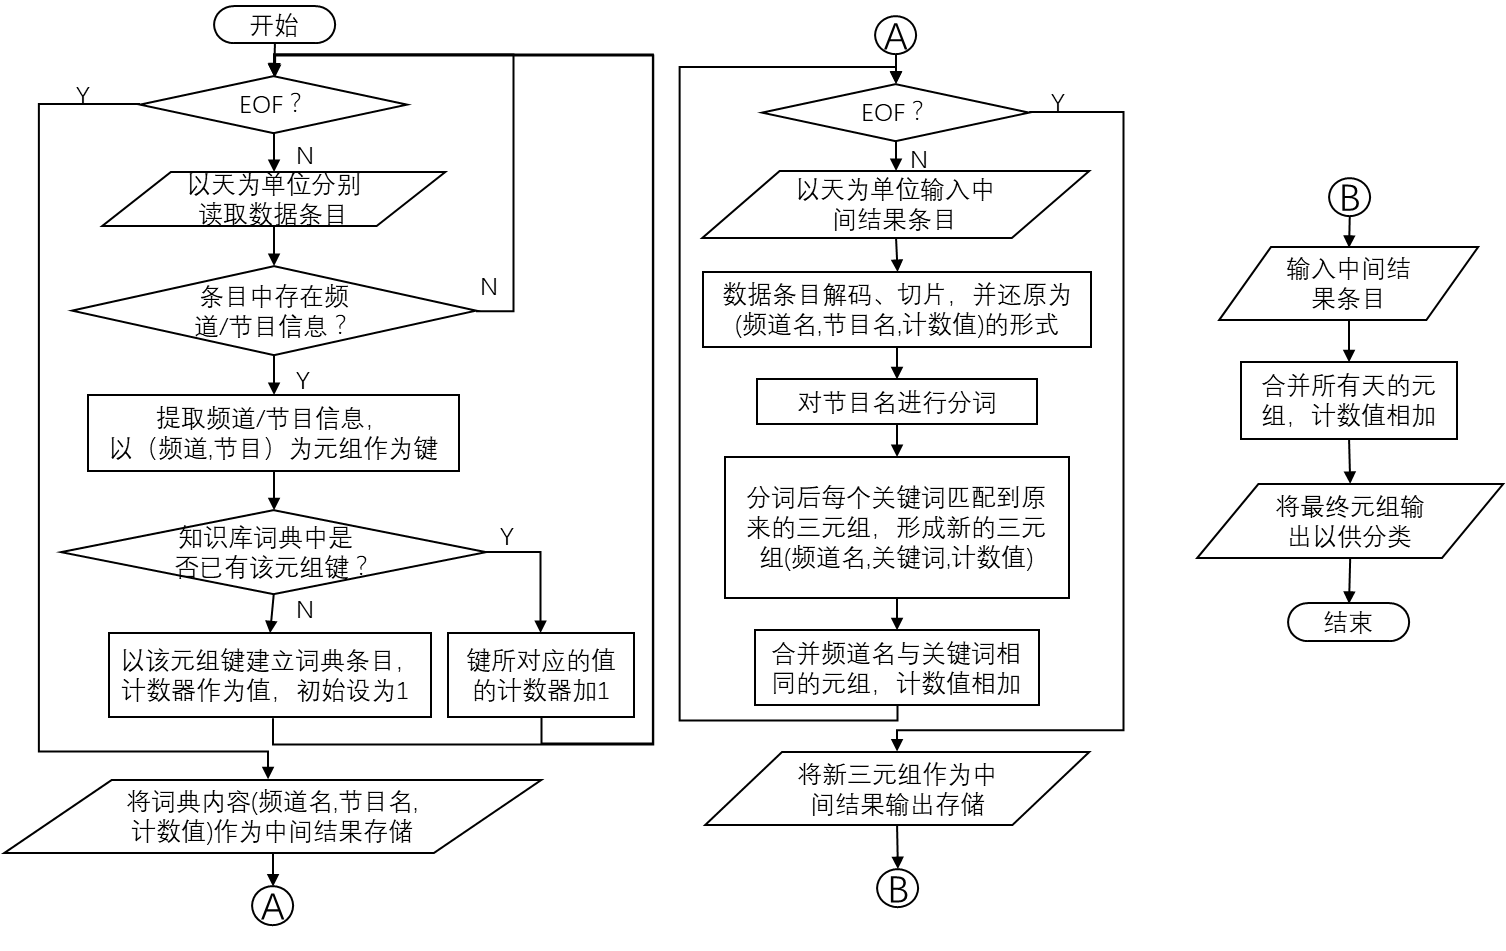 开始
EOF？
Y
N
以天为单位分别
读取数据条目
条目中存在频
道/节目信息？
N
Y
提取频道/节目信息，
以（频道,节目）为元组作为键
知识库词典中是
否已有该元组键？
Y
N
以该元组键建立词典条目，
计数器作为值，初始设为1
键所对应的值
的计数器加1
将词典内容(频道名,节目名,
计数值)作为中间结果存储
A
A
EOF？
Y
N
以天为单位输入中
间结果条目
数据条目解码、切片，并还原为
(频道名,节目名,计数值)的形式
对节目名进行分词
分词后每个关键词匹配到原
来的三元组，形成新的三元
组(频道名,关键词,计数值)
合并频道名与关键词相
同的元组，计数值相加
将新三元组作为中
间结果输出存储
B
B
输入中间结
果条目
合并所有天的元
组，计数值相加
将最终元组输
出以供分类
结束